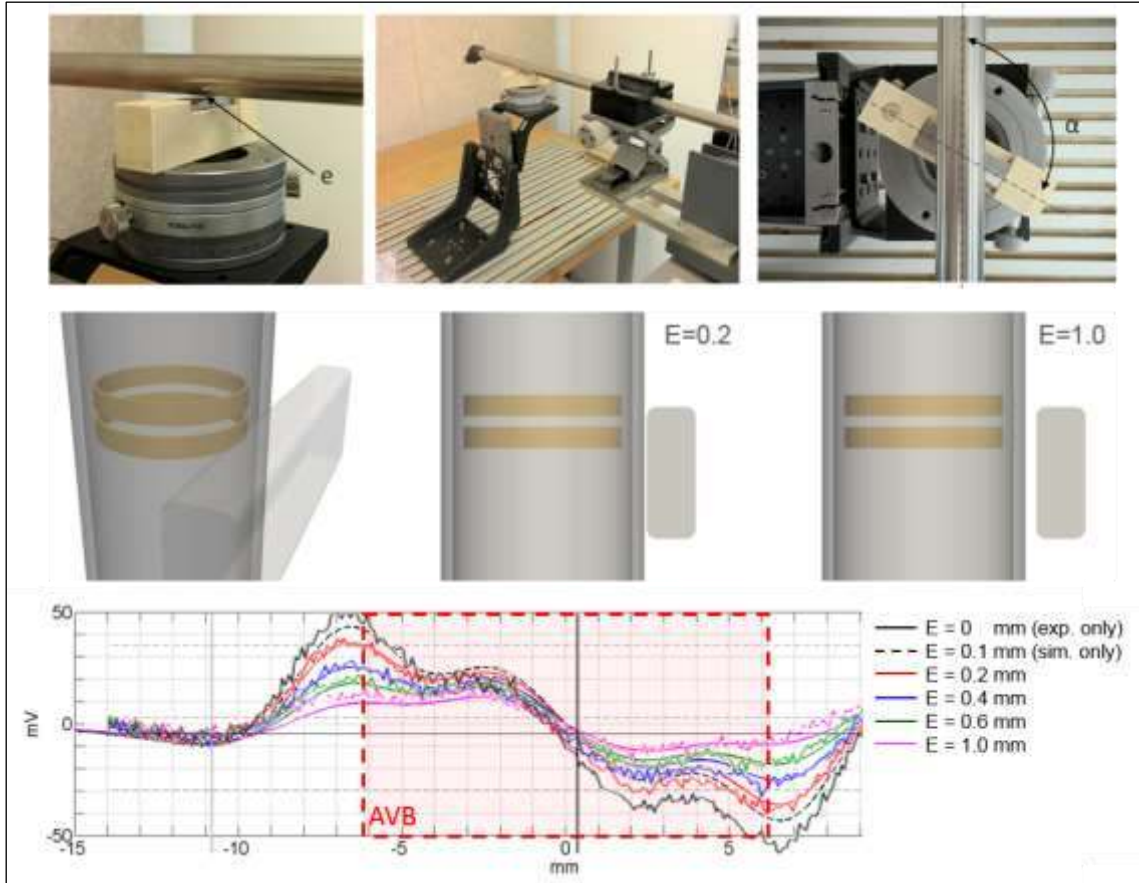 e
α
E=0.2
E=1.0
50
0
-50
mV
-15
-10
-5
0
5
mm
AVB
E = 0 mm (exp. only)
E = 0.1 mm (sim. only)
E = 0.2 mm
E = 0.4 mm
E = 0.6 mm
E = 1.0 mm